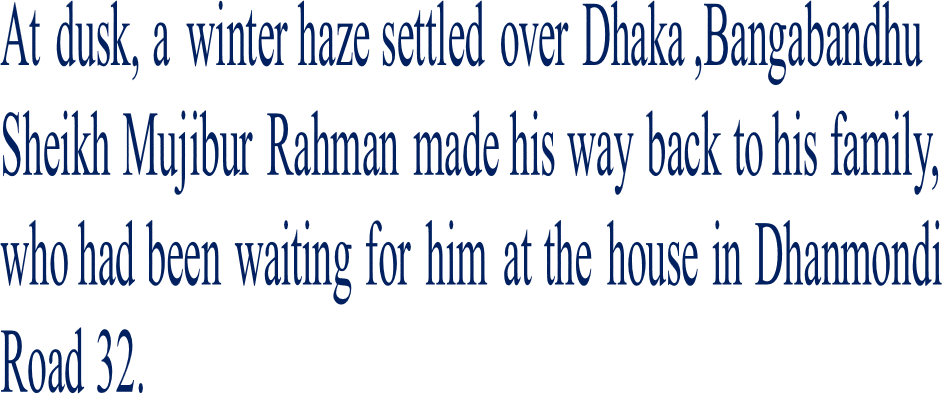 At dusk, a winter haze settled over Dhaka ,Bangabandhu
Sheikh Mujibur Rahman made his way back to his family,
who had been waiting for him at the house in Dhanmondi
Road 32.